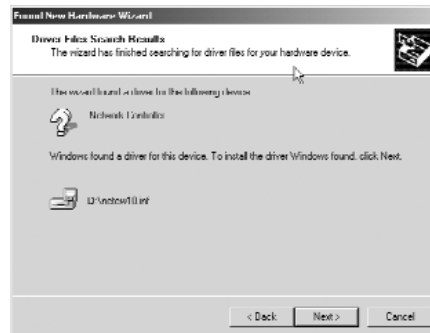 Found New Hardware Wizard
Driver Files Search Results
The wizard has finished searching for driver files for your hardware device.
The wizard found a driver for the following device:
Network Controller
Windows found a driver for this device. To install the driver Windows found, click Next.
< Back
Next >
Cancel